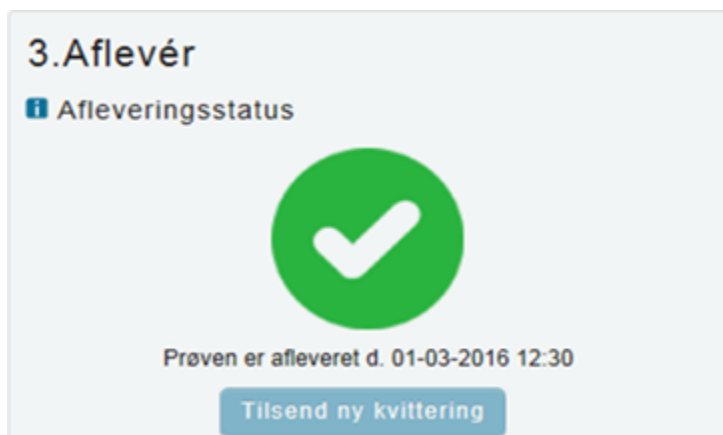 3.Aflevér
Afleveringsstatus
Prøven er afleveret d. 01-03-2016 12:30
Tilsend ny kvittering